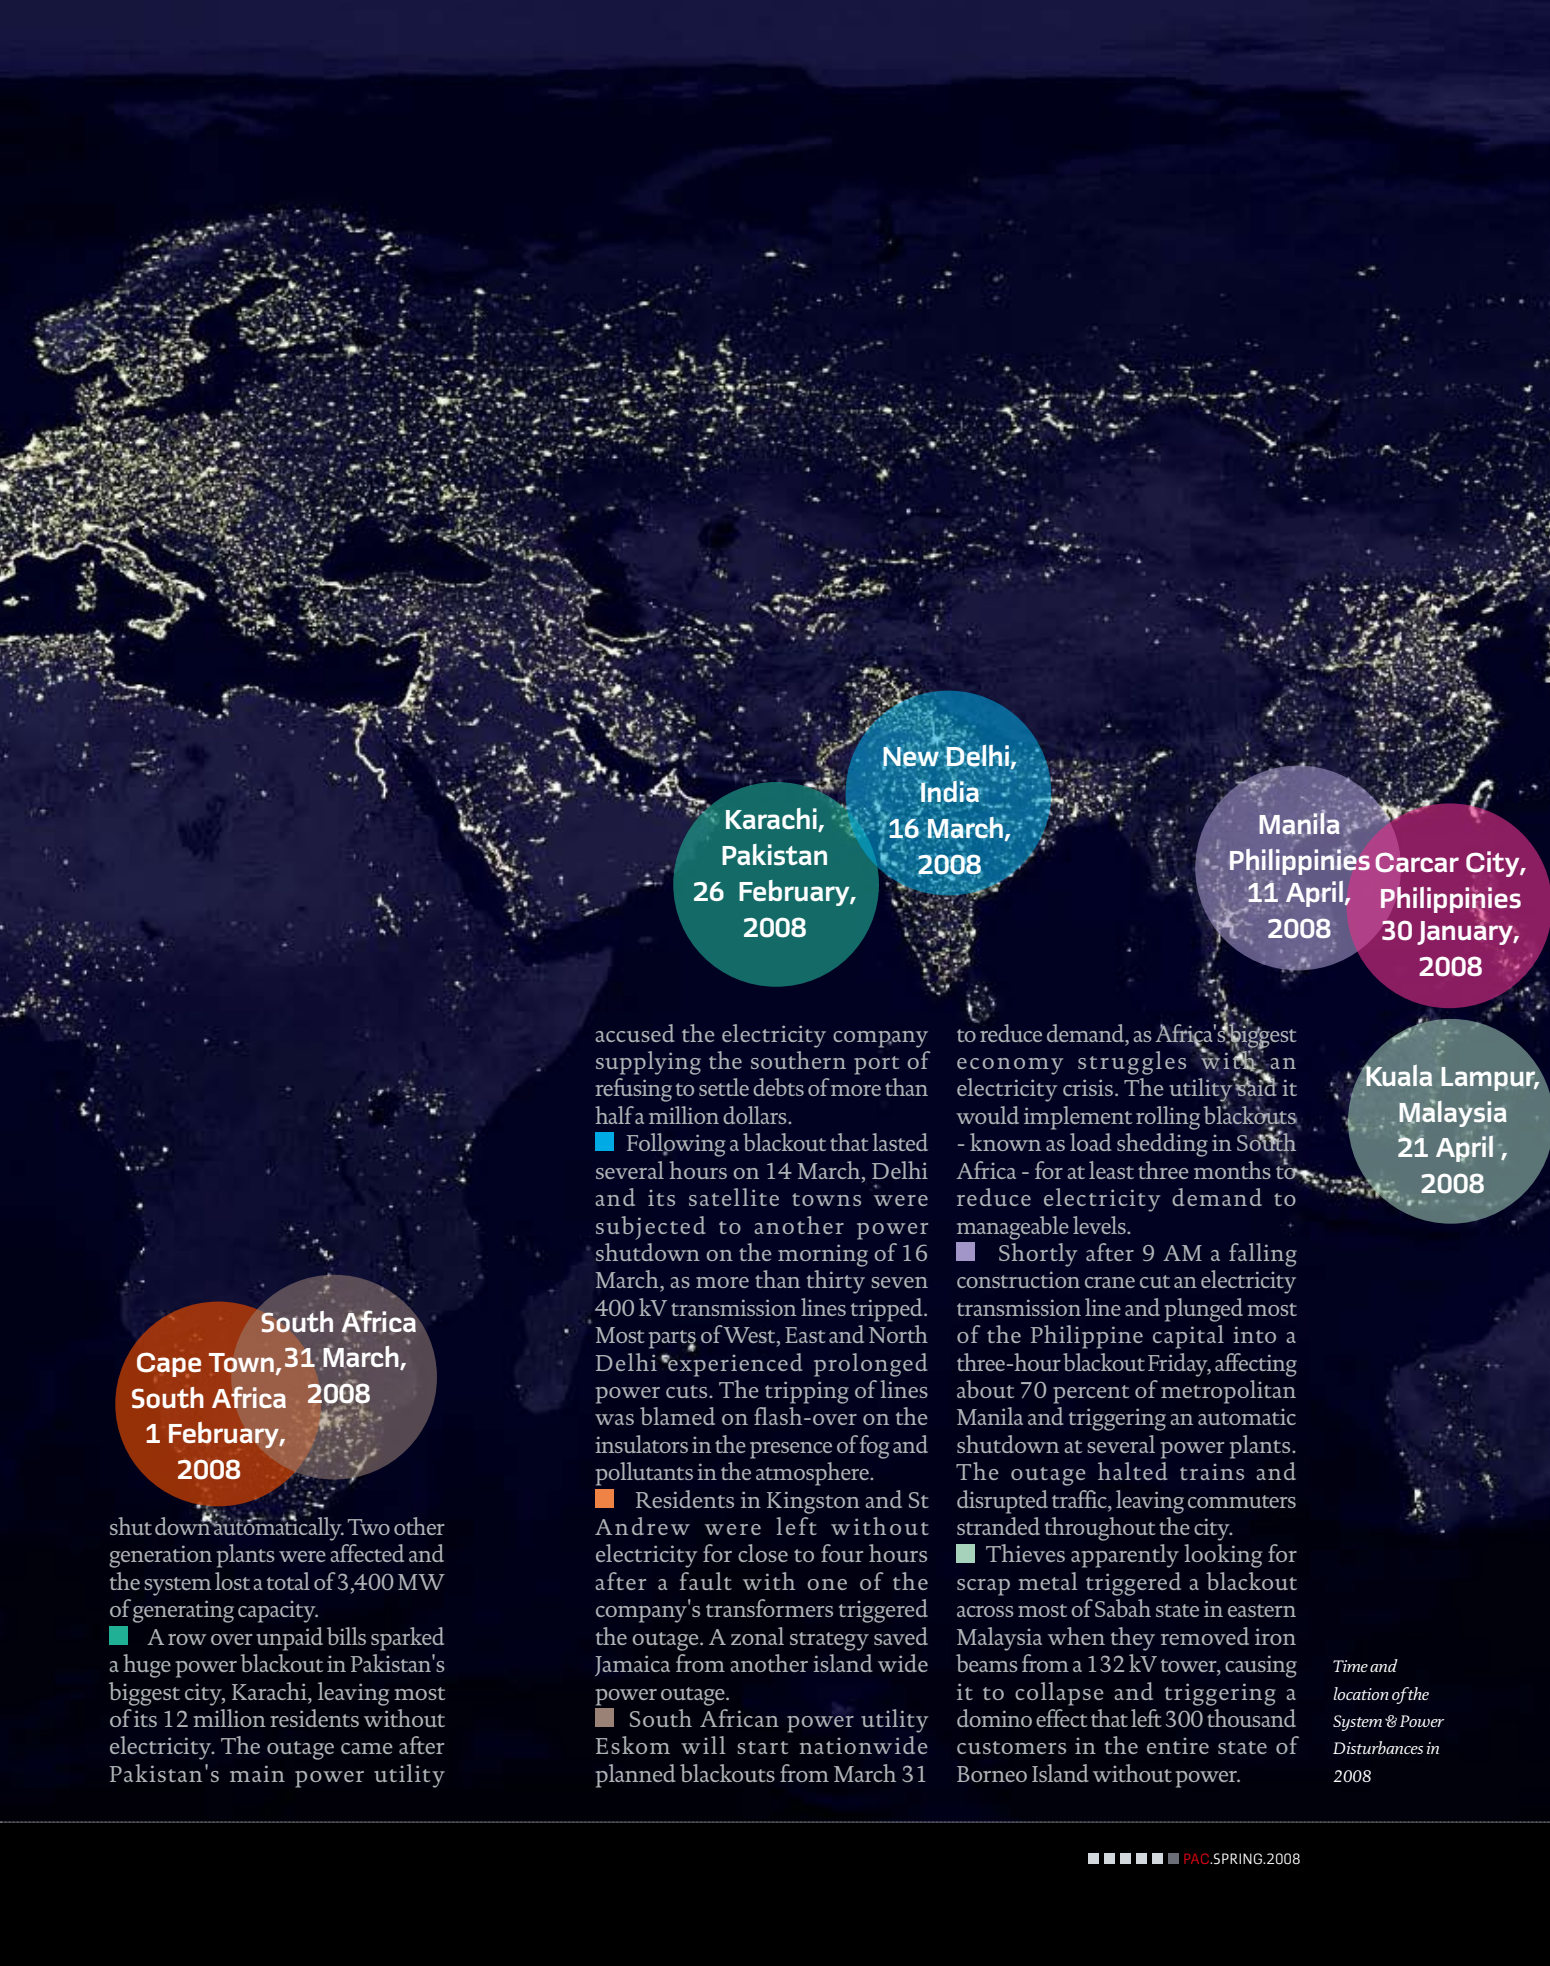 New Delhi,
India
16 March,
2008
Karachi,
Pakistan
26 February,
2008
Manila
Philippinies
11 April,
2008
Carcar City,
Philippinies
30 January,
2008
Kuala Lampur,
Malaysia
21 April ,
2008
South Africa
31 March,
2008
Cape Town,
South Africa
1 February,
2008
shut down automatically. Two other
generation plants were affected and
the system lost a total of 3,400 MW
of generating capacity.
A row over unpaid bills sparked
a huge power blackout in Pakistan's
biggest city, Karachi, leaving most
of its 12 million residents without
electricity. The outage came after
Pakistan's main power utility
accused the electricity company
supplying the southern port of
refusing to settle debts of more than
half a million dollars.
Following a blackout that lasted
several hours on 14 March, Delhi
and its satellite towns were
subjected to another power
shutdown on the morning of 16
March, as more than thirty seven
400 kV transmission lines tripped.
Most parts of West, East and North
Delhi experienced prolonged
power cuts. The tripping of lines
was blamed on flash-over on the
insulators in the presence of fog and
pollutants in the atmosphere.
Residents in Kingston and St
Andrew were left without
electricity for close to four hours
after a fault with one of the
company's transformers triggered
the outage. A zonal strategy saved
Jamaica from another island wide
power outage.
South African power utility
Eskom will start nationwide
planned blackouts from March 31
to reduce demand, as Africa's biggest
economy struggles with an
electricity crisis. The utility said it
would implement rolling blackouts
- known as load shedding in South
Africa - for at least three months to
reduce electricity demand to
manageable levels.
Shortly after 9 AM a falling
construction crane cut an electricity
transmission line and plunged most
of the Philippine capital into a
three-hour blackout Friday, affecting
about 70 percent of metropolitan
Manila and triggering an automatic
shutdown at several power plants.
The outage halted trains and
disrupted traffic, leaving commuters
stranded throughout the city.
Thieves apparently looking for
scrap metal triggered a blackout
across most of Sabah state in eastern
Malaysia when they removed iron
beams from a 132 kV tower, causing
it to collapse and triggering a
domino effect that left 300 thousand
customers in the entire state of
Borneo Island without power.
Time and
location of the
System & Power
Disturbances in
2008
PAC.SPRING.2008